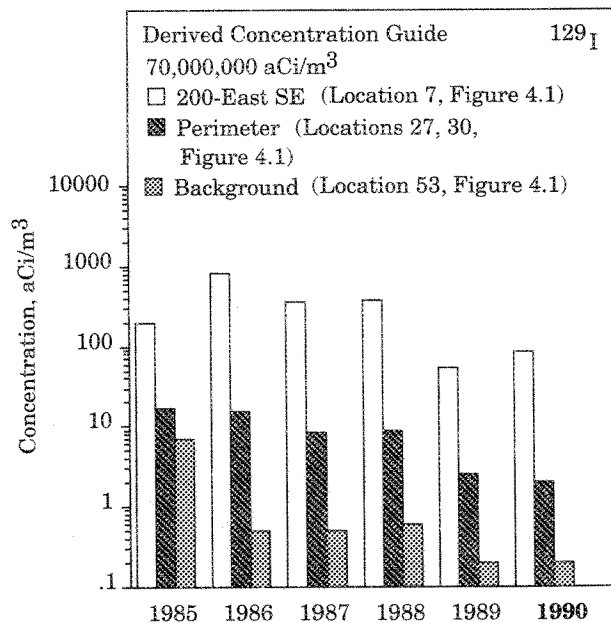 Derived Concentration Guide 129I
70,000,000 aCi/m3
200-East SE (Location 7, Figure 4.1)
Perimeter (Locations 27, 30,
Figure 4.1)
Background (Location 53, Figure 4.1)
Concentration, aCi/m3
10000
1000
100
10
1
.1
1985 1986 1987 1988 1989 1990